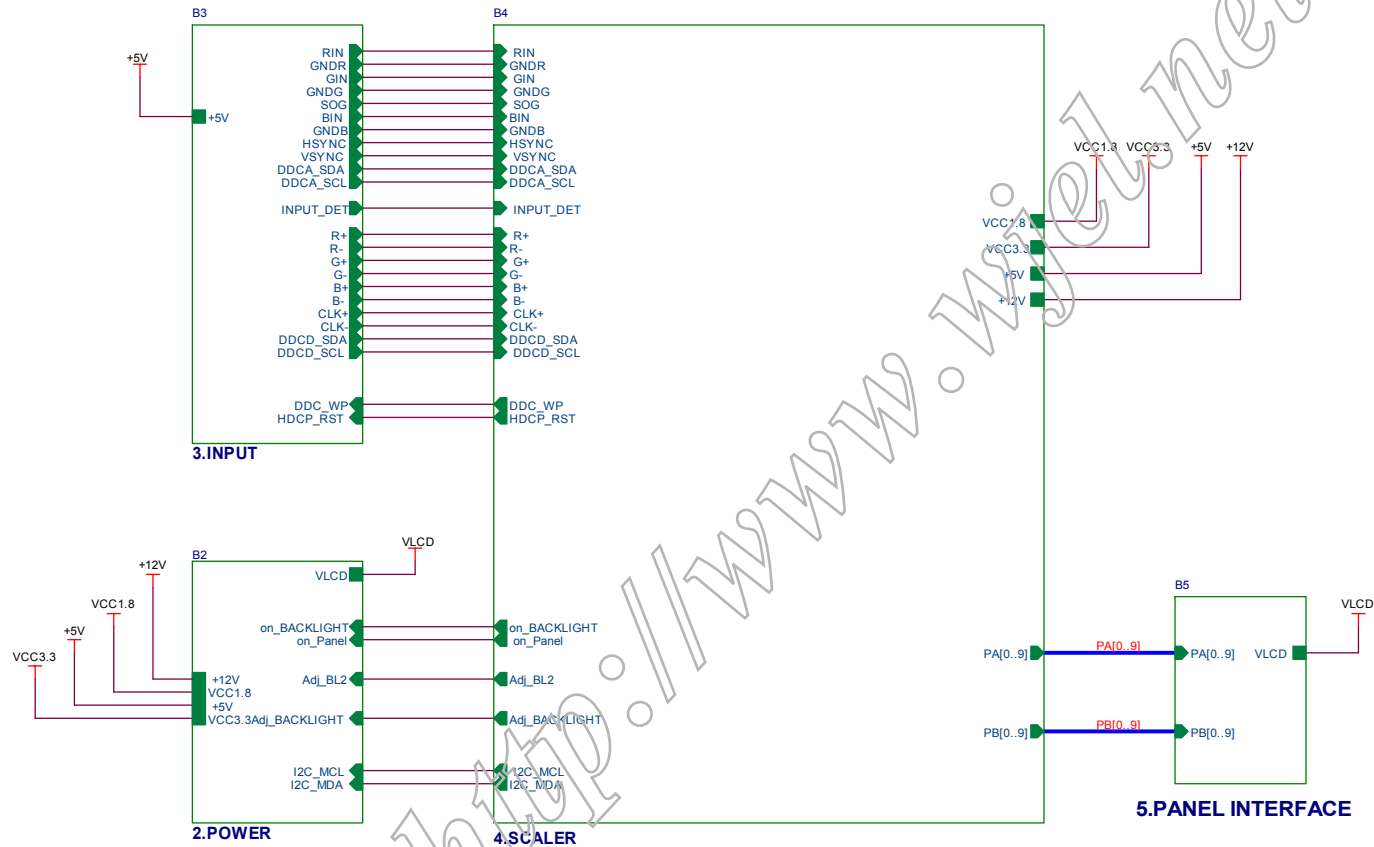 B3
+5V
+5V
RIN
GNDR
GIN
GNDG
SOG
BIN
GNDB
HSYNC
VSYNC
DDCA_SDA
DDCA_SCL
INPUT_DET
R+
R-
G+
G-
B+
B-
CLK+
CLK-
DDCD_SDA
DDCD_SCL
DDC_WP
HDCP_RST
3.INPUT
B4
RIN
GNDR
GIN
GNDG
SOG
BIN
GNDB
HSYNC
VSYNC
DDCA_SDA
DDCA_SCL
INPUT_DET
R+
R-
G+
G-
B+
B-
CLK+
CLK-
DDCD_SDA
DDCD_SCL
DDC_WP
HDCP_RST
VCC1.8 VCC3.3 +5V +12V
VCC1.8
VCC3.3
+5V
+12V
B2
VLCD
+12V
VCC1.8
+5V
VCC3.3
VLCD
on_BACKLIGHT
on_Panel
Adj_BL2
+12V
VCC1.8
+5V
VCC3.3 Adj_BACKLIGHT
I2C_MCL
I2C_MDA
2.POWER
on_BACKLIGHT
on_Panel
Adj_BL2
Adj_BACKLIGHT
I2C_MCL
I2C_MDA
4.SCALER
PA[0..9] PA[0..9] PA[0..9]
PB[0..9] PB[0..9] PB[0..9]
B5
VLCD
VLCD
5.PANEL INTERFACE
http://www.wjel.net